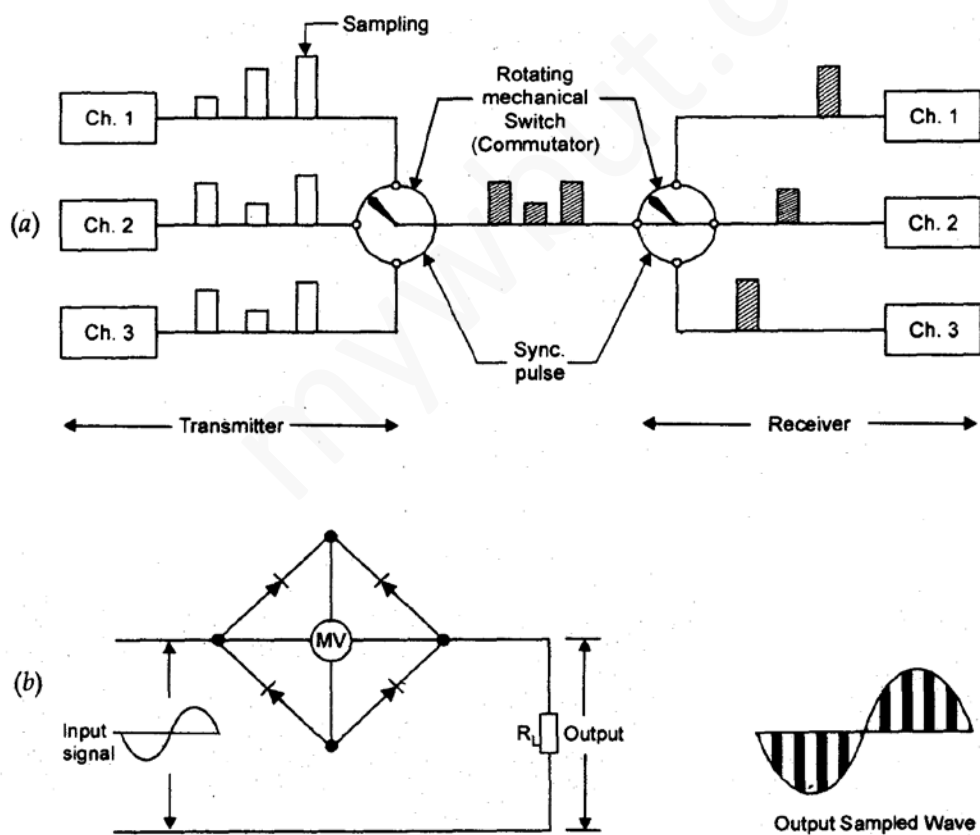 Sampling
Rotating
mechanical
Switch
(Commutator)
Ch. 1
Ch. 1
(a)
Ch. 2
Ch. 2
Ch. 3
Ch. 3
Sync.
pulse
Transmitter
Receiver
(b)
MV
Input
signal
R_L
Output
Output Sampled Wave